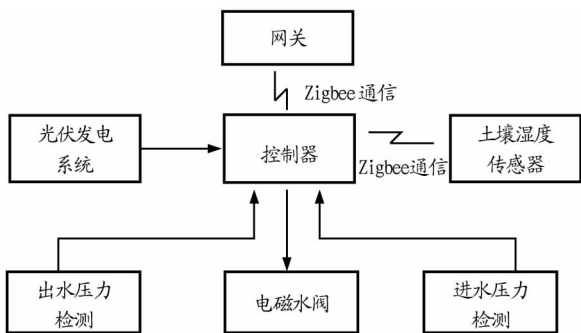 网关
Zigbee通信
光伏发电
系统
控制器
Zigbee通信
土壤湿度
传感器
出水压力
检测
电磁水阀
进水压力
检测